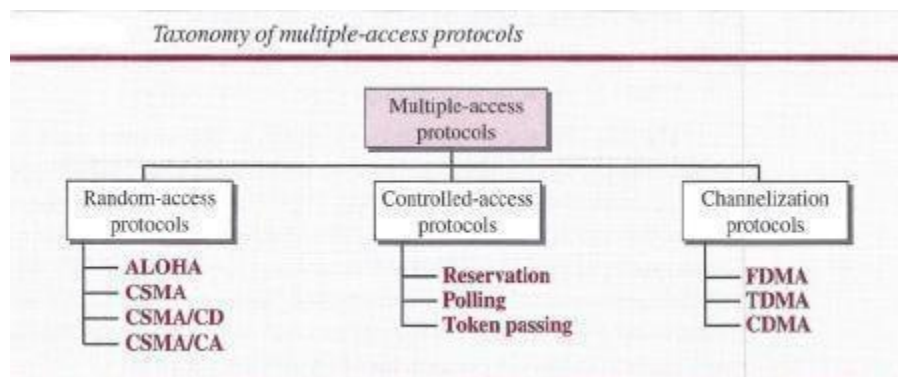 Taxonomy of multiple-access protocols
Multiple-access
protocols
Random-access
protocols
ALOHA
CSMA
CSMA/CD
CSMA/CA
Controlled-access
protocols
Reservation
Polling
Token passing
Channelization
protocols
FDMA
TDMA
CDMA